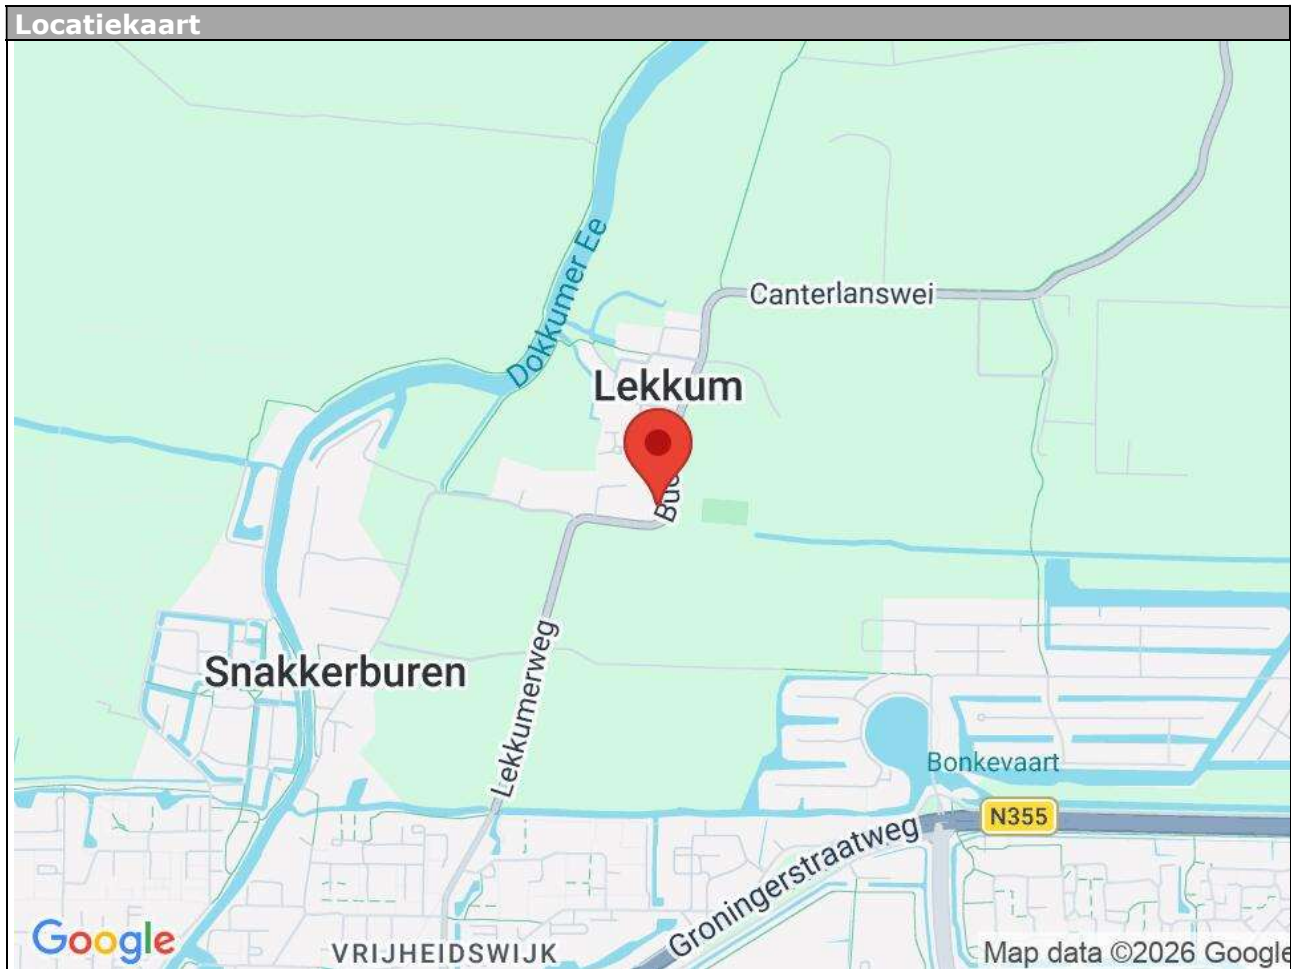 Locatiekaart
Dokkumer Ee
Canterlanswei
Lekkum
Snakkerburen
Lekkumerweg
Bonkevaart
N355
Groningerstraatweg
VRIJHEIDSWIJK
Google
Map data ©2026 Google